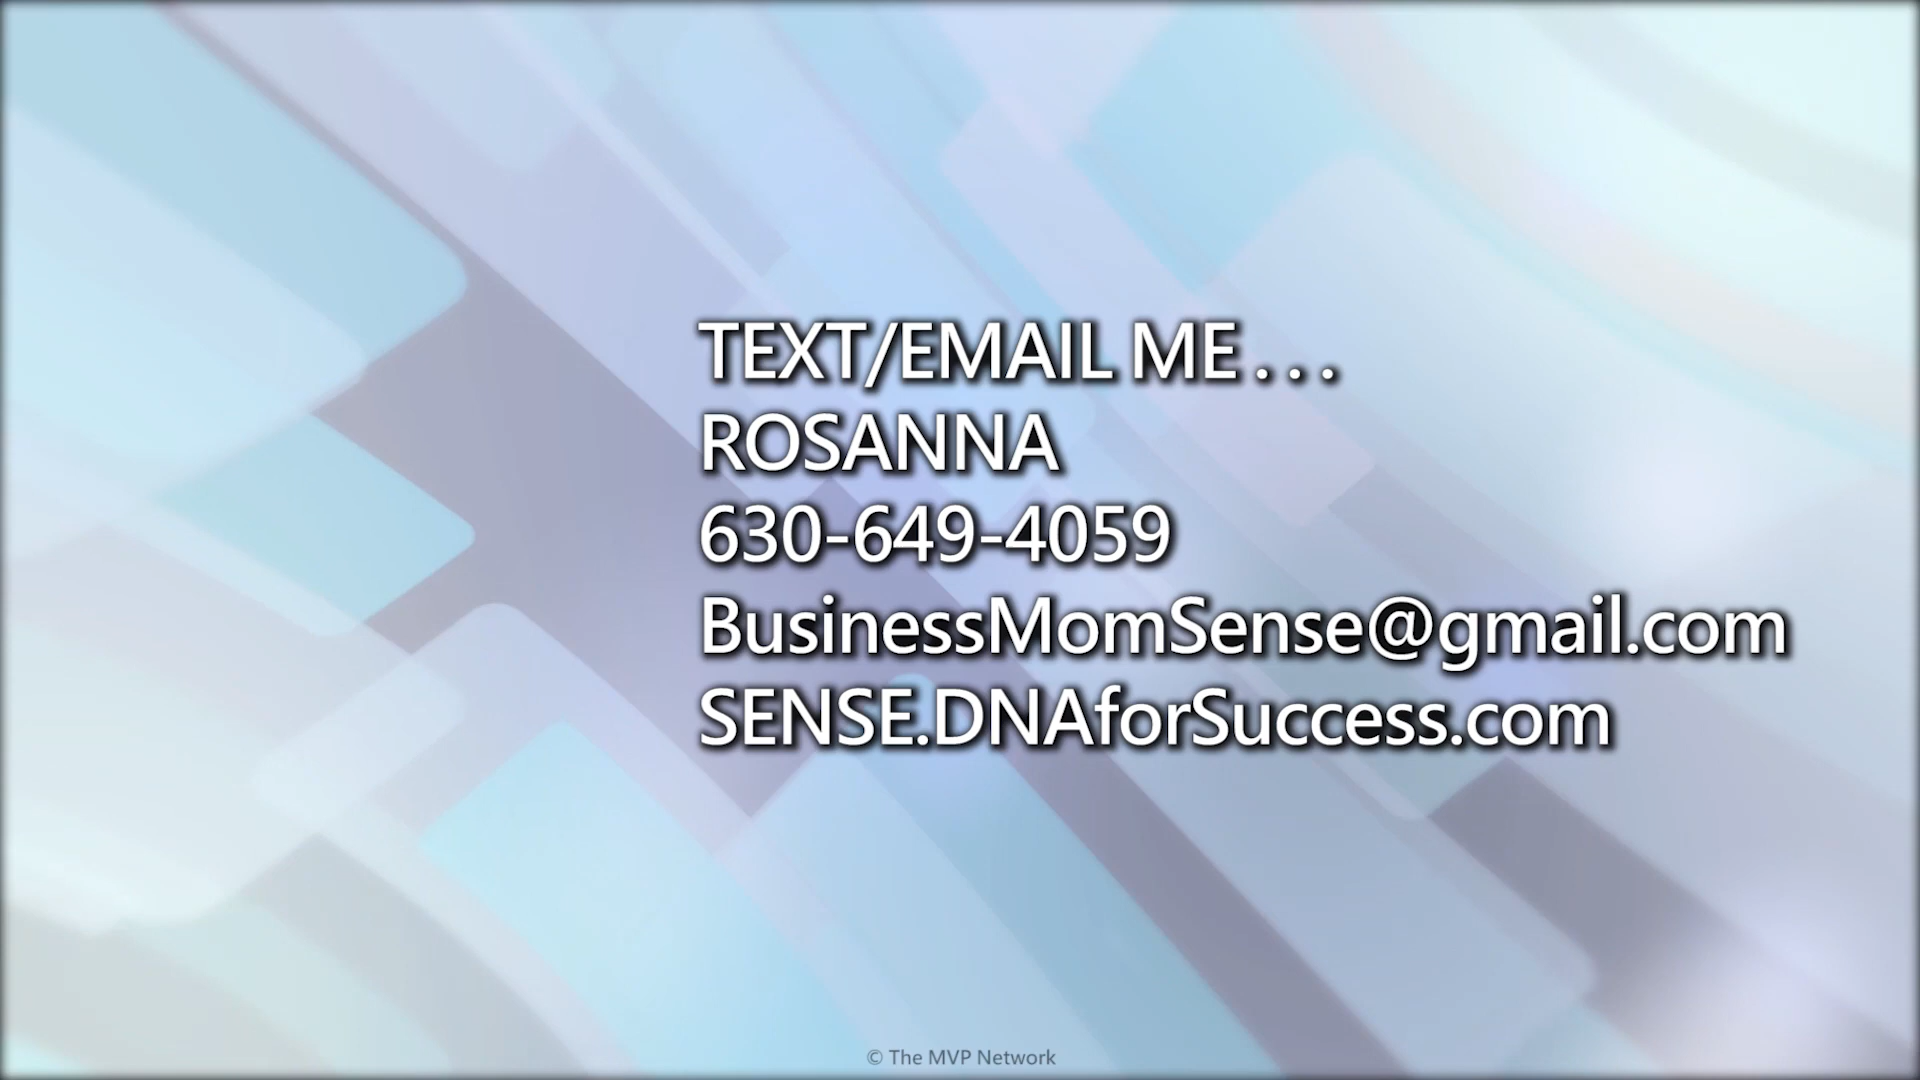 TEXT/EMAIL ME . . .
ROSANNA
630-649-4059
BusinessMomSense@gmail.com
SENSE.DNAforSuccess.com
© The MVP Network